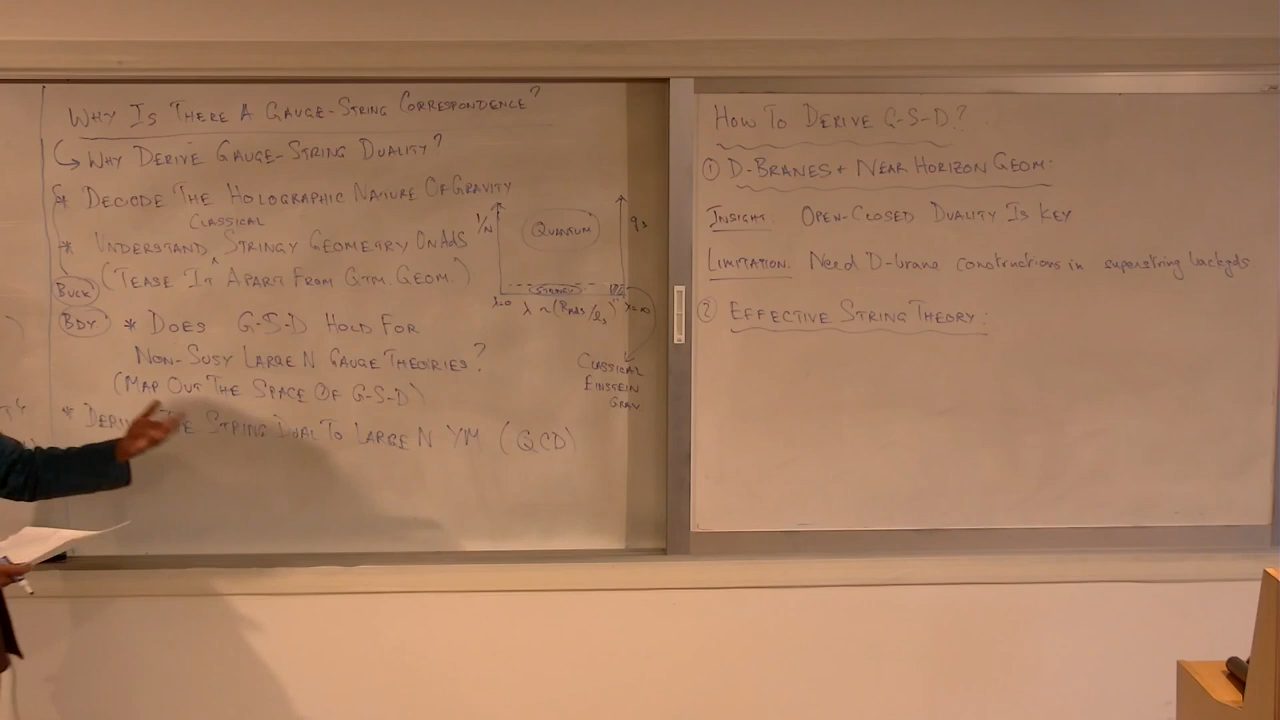 WHY IS THERE A GAUGE-STRING CORRESPONDENCE?
↳ WHY DERIVE GAUGE-STRING DUALITY?
* DECODE THE HOLOGRAPHIC NATURE OF GRAVITY
CLASSICAL
* UNDERSTAND ^ STRINGY GEOMETRY ON AdS
(TEASE IT APART FROM QTM. GEOM.)
BULK
BDY * DOES G-S-D HOLD FOR
NON-SUSY LARGE N GAUGE THEORIES?
(MAP OUT THE SPACE OF G-S-D)
* THE STRING DUAL TO LARGE N YM (QCD)
1/N
QUANTUM
g_s
STRINGY
λ=0
λ ~ (R_AdS/l_s)
λ=∞
CLASSICAL
EINSTEIN
GRAV
HOW TO DERIVE G-S-D?
① D-BRANES + NEAR HORIZON GEOM:
INSIGHT: OPEN-CLOSED DUALITY IS KEY
LIMITATION: Need D-brane constructions in superstring backgds
② EFFECTIVE STRING THEORY: